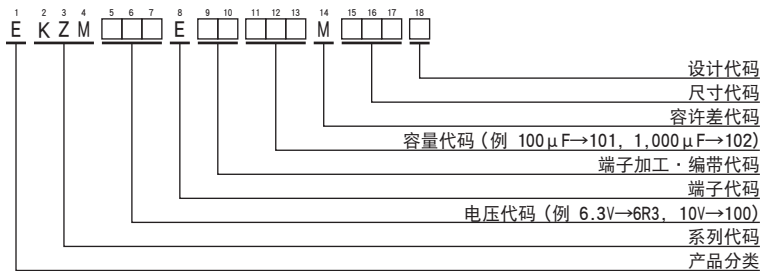 1 2 3 4 5 6 7 8 9 10 11 12 13 14 15 16 17 18
E KZM □□□ E □□ □□□ M □□□ □
设计代码
尺寸代码
容许差代码
容量代码（例 100μF→101, 1,000μF→102）
端子加工・编带代码
端子代码
电压代码（例 6.3V→6R3, 10V→100）
系列代码
产品分类